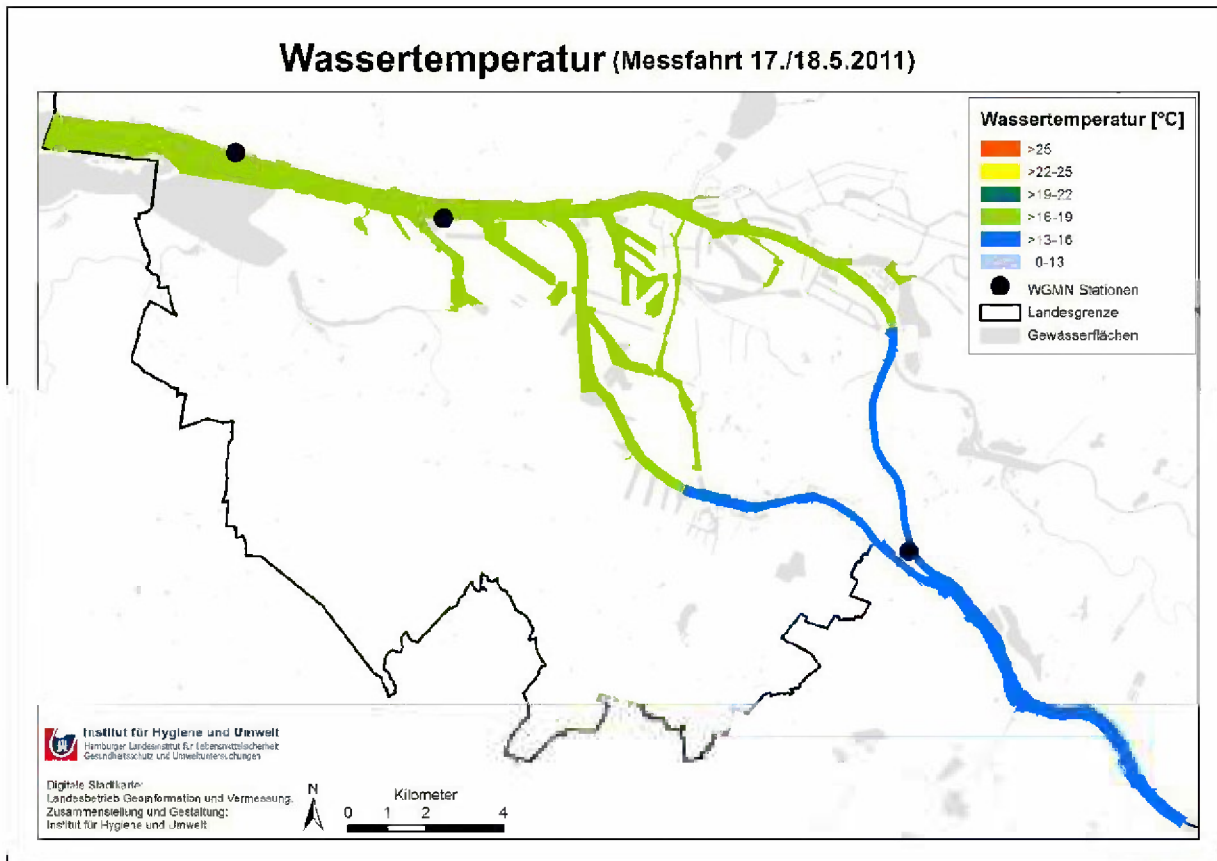 Wassertemperatur (Messfahrt 17./18.5.2011)
Wassertemperatur [°C]
>25
>22-25
>19-22
>16-19
>13-16
0-13
WGMN Stationen
Landesgrenze
Gewässerflächen
Institut für Hygiene und Umwelt
Hamburger Landesinstitut für Lebensmittelsicherheit
Gesundheitsschutz und Umweltuntersuchungen
Digitale Stadtkarte:
Landesbetrieb Geoinformation und Vermessung.
Zusammenstellung und Gestaltung:
Institut für Hygiene und Umwelt
N
Kilometer
0 1 2 4